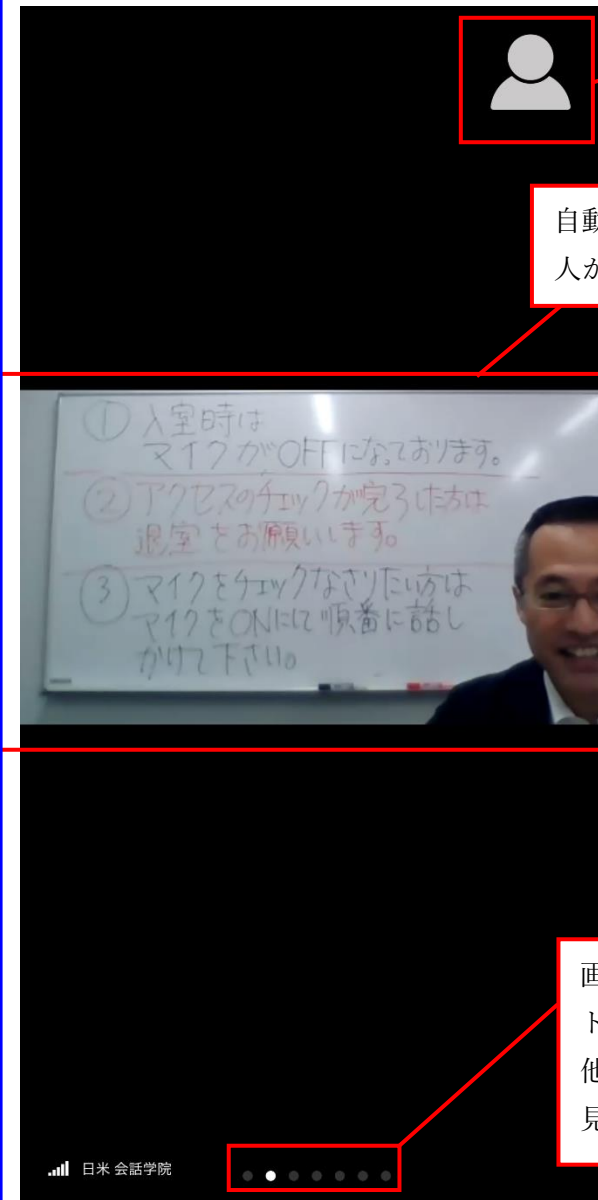 自動
人が
① 入室時は
マイクがOFFになっております。
② アクセスのチェックが完了した方は
退室をお願いします。
③ マイクをチェックなさりたい方は
マイクをONにして順番に話し
かけて下さい。
画
ト
他
見
日米 会話学院